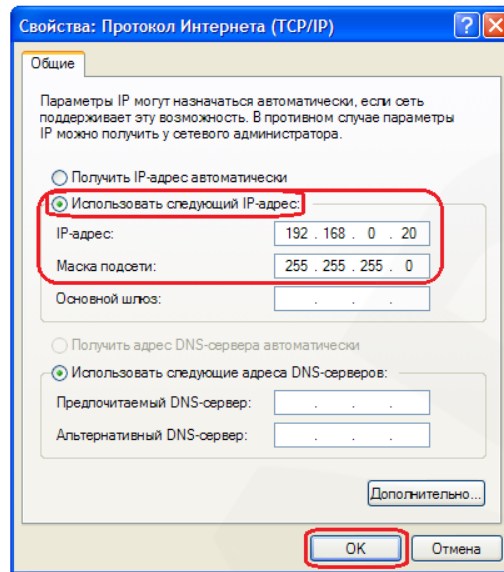 Свойства: Протокол Интернета (TCP/IP)
Общие
Параметры IP могут назначаться автоматически, если сеть
поддерживает эту возможность. В противном случае параметры
IP можно получить у сетевого администратора.
Получить IP-адрес автоматически
Использовать следующий IP-адрес:
IP-адрес: 192 . 168 . 0 . 20
Маска подсети: 255 . 255 . 255 . 0
Основной шлюз: . . .
Получить адрес DNS-сервера автоматически
Использовать следующие адреса DNS-серверов:
Предпочитаемый DNS-сервер: . . .
Альтернативный DNS-сервер: . . .
Дополнительно...
OK Отмена